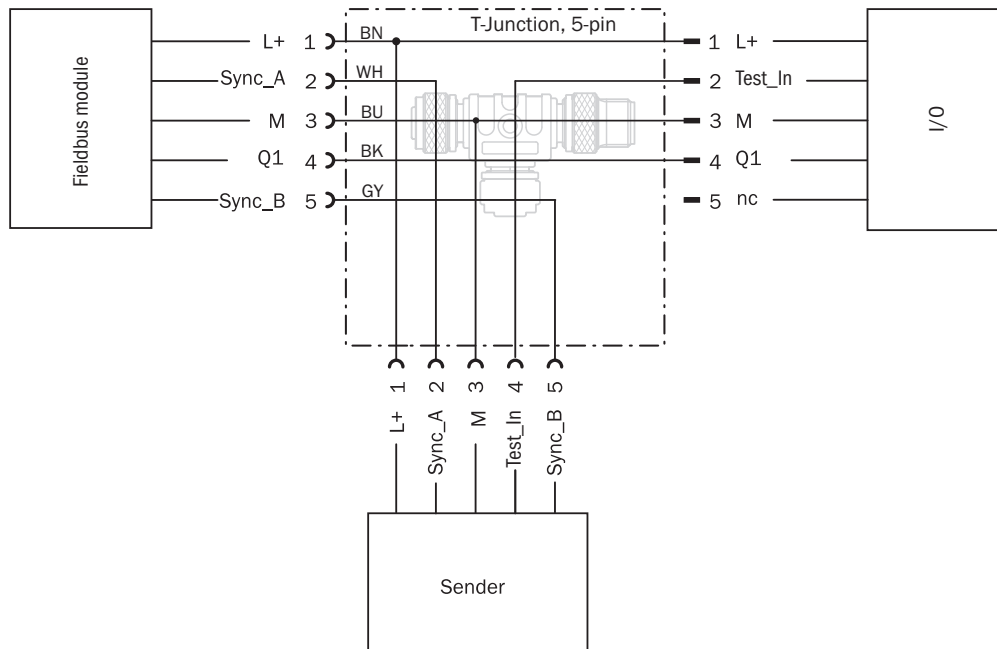 T-Junction, 5-pin
Fieldbus module
L+ 1 BN
Sync_A 2 WH
M 3 BU
Q1 4 BK
Sync_B 5 GY
1 L+
2 Test_In
3 M
4 Q1
5 nc
I/O
1 2 3 4 5
L+ Sync_A M Test_In Sync_B
Sender